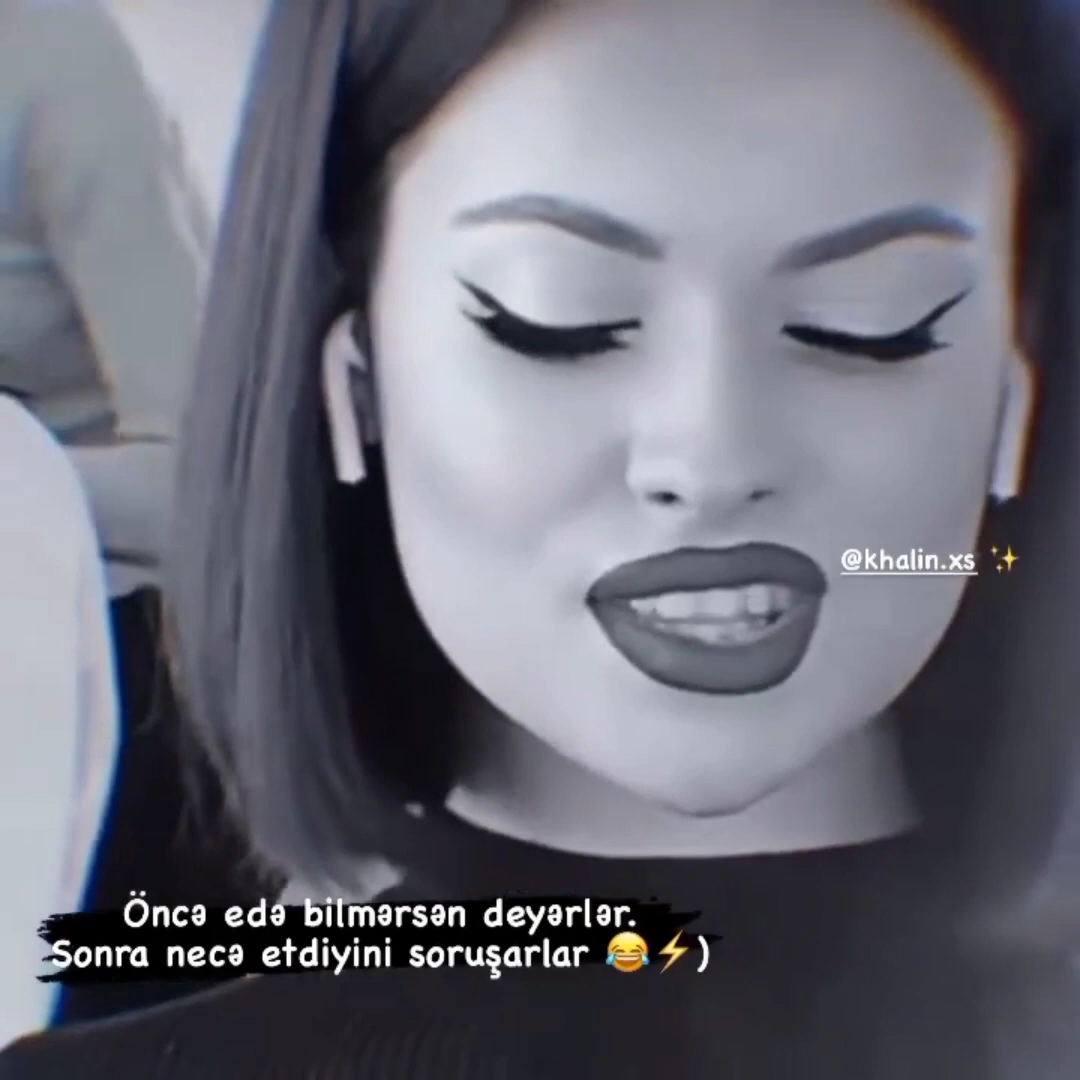 @khalin.xs ✨
Öncə edə bilmərsən deyərlər.
Sonra necə etdiyini soruşarlar 😂⚡)